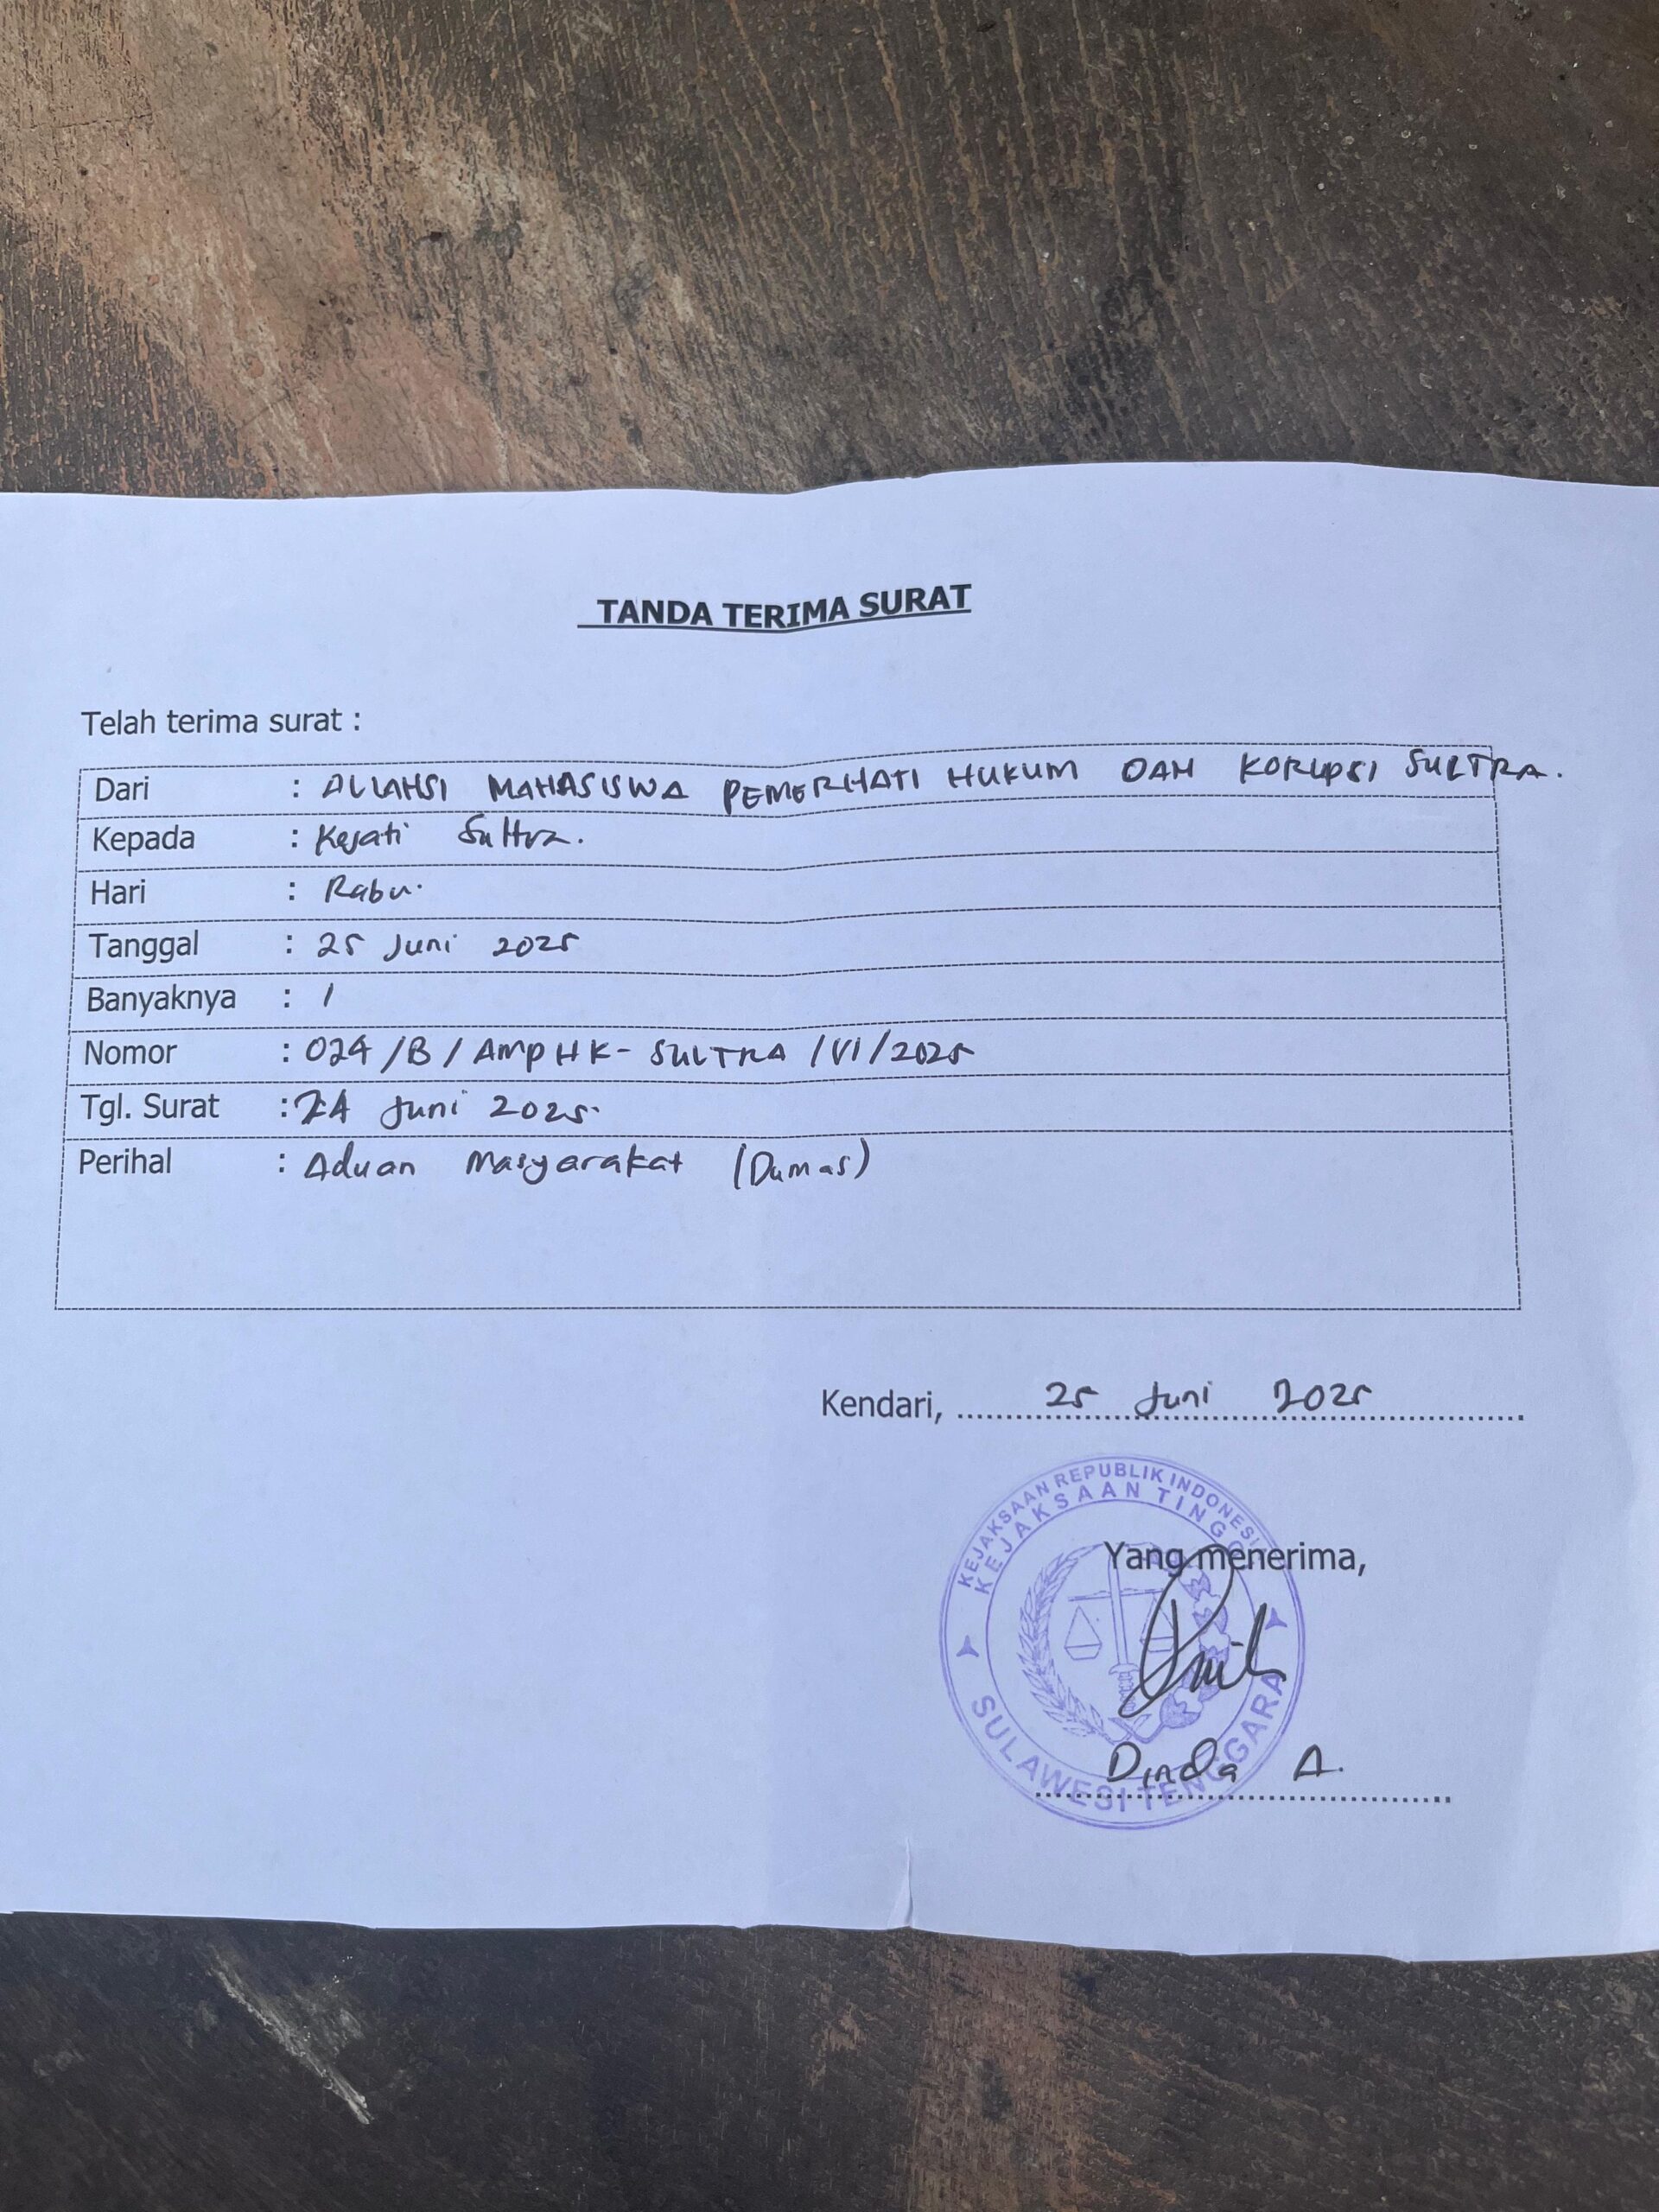 TANDA TERIMA SURAT
Telah terima surat :
Dari : ALIANSI MAHASISWA PEMERHATI HUKUM DAN KORUPSI SULTRA.
Kepada : Kejati Sultra.
Hari : Rabu.
Tanggal : 25 Juni 2025
Banyaknya : 1
Nomor : 024/B/AMPHK-SULTRA/VI/2025
Tgl. Surat : 24 Juni 2025.
Perihal : Aduan Masyarakat (Dumas)
Kendari, 25 Juni 2025
KEJAKSAAN REPUBLIK INDONESIA
KEJAKSAAN TINGGI
Yang menerima,
Dinda A.
SULAWESI TENGGARA